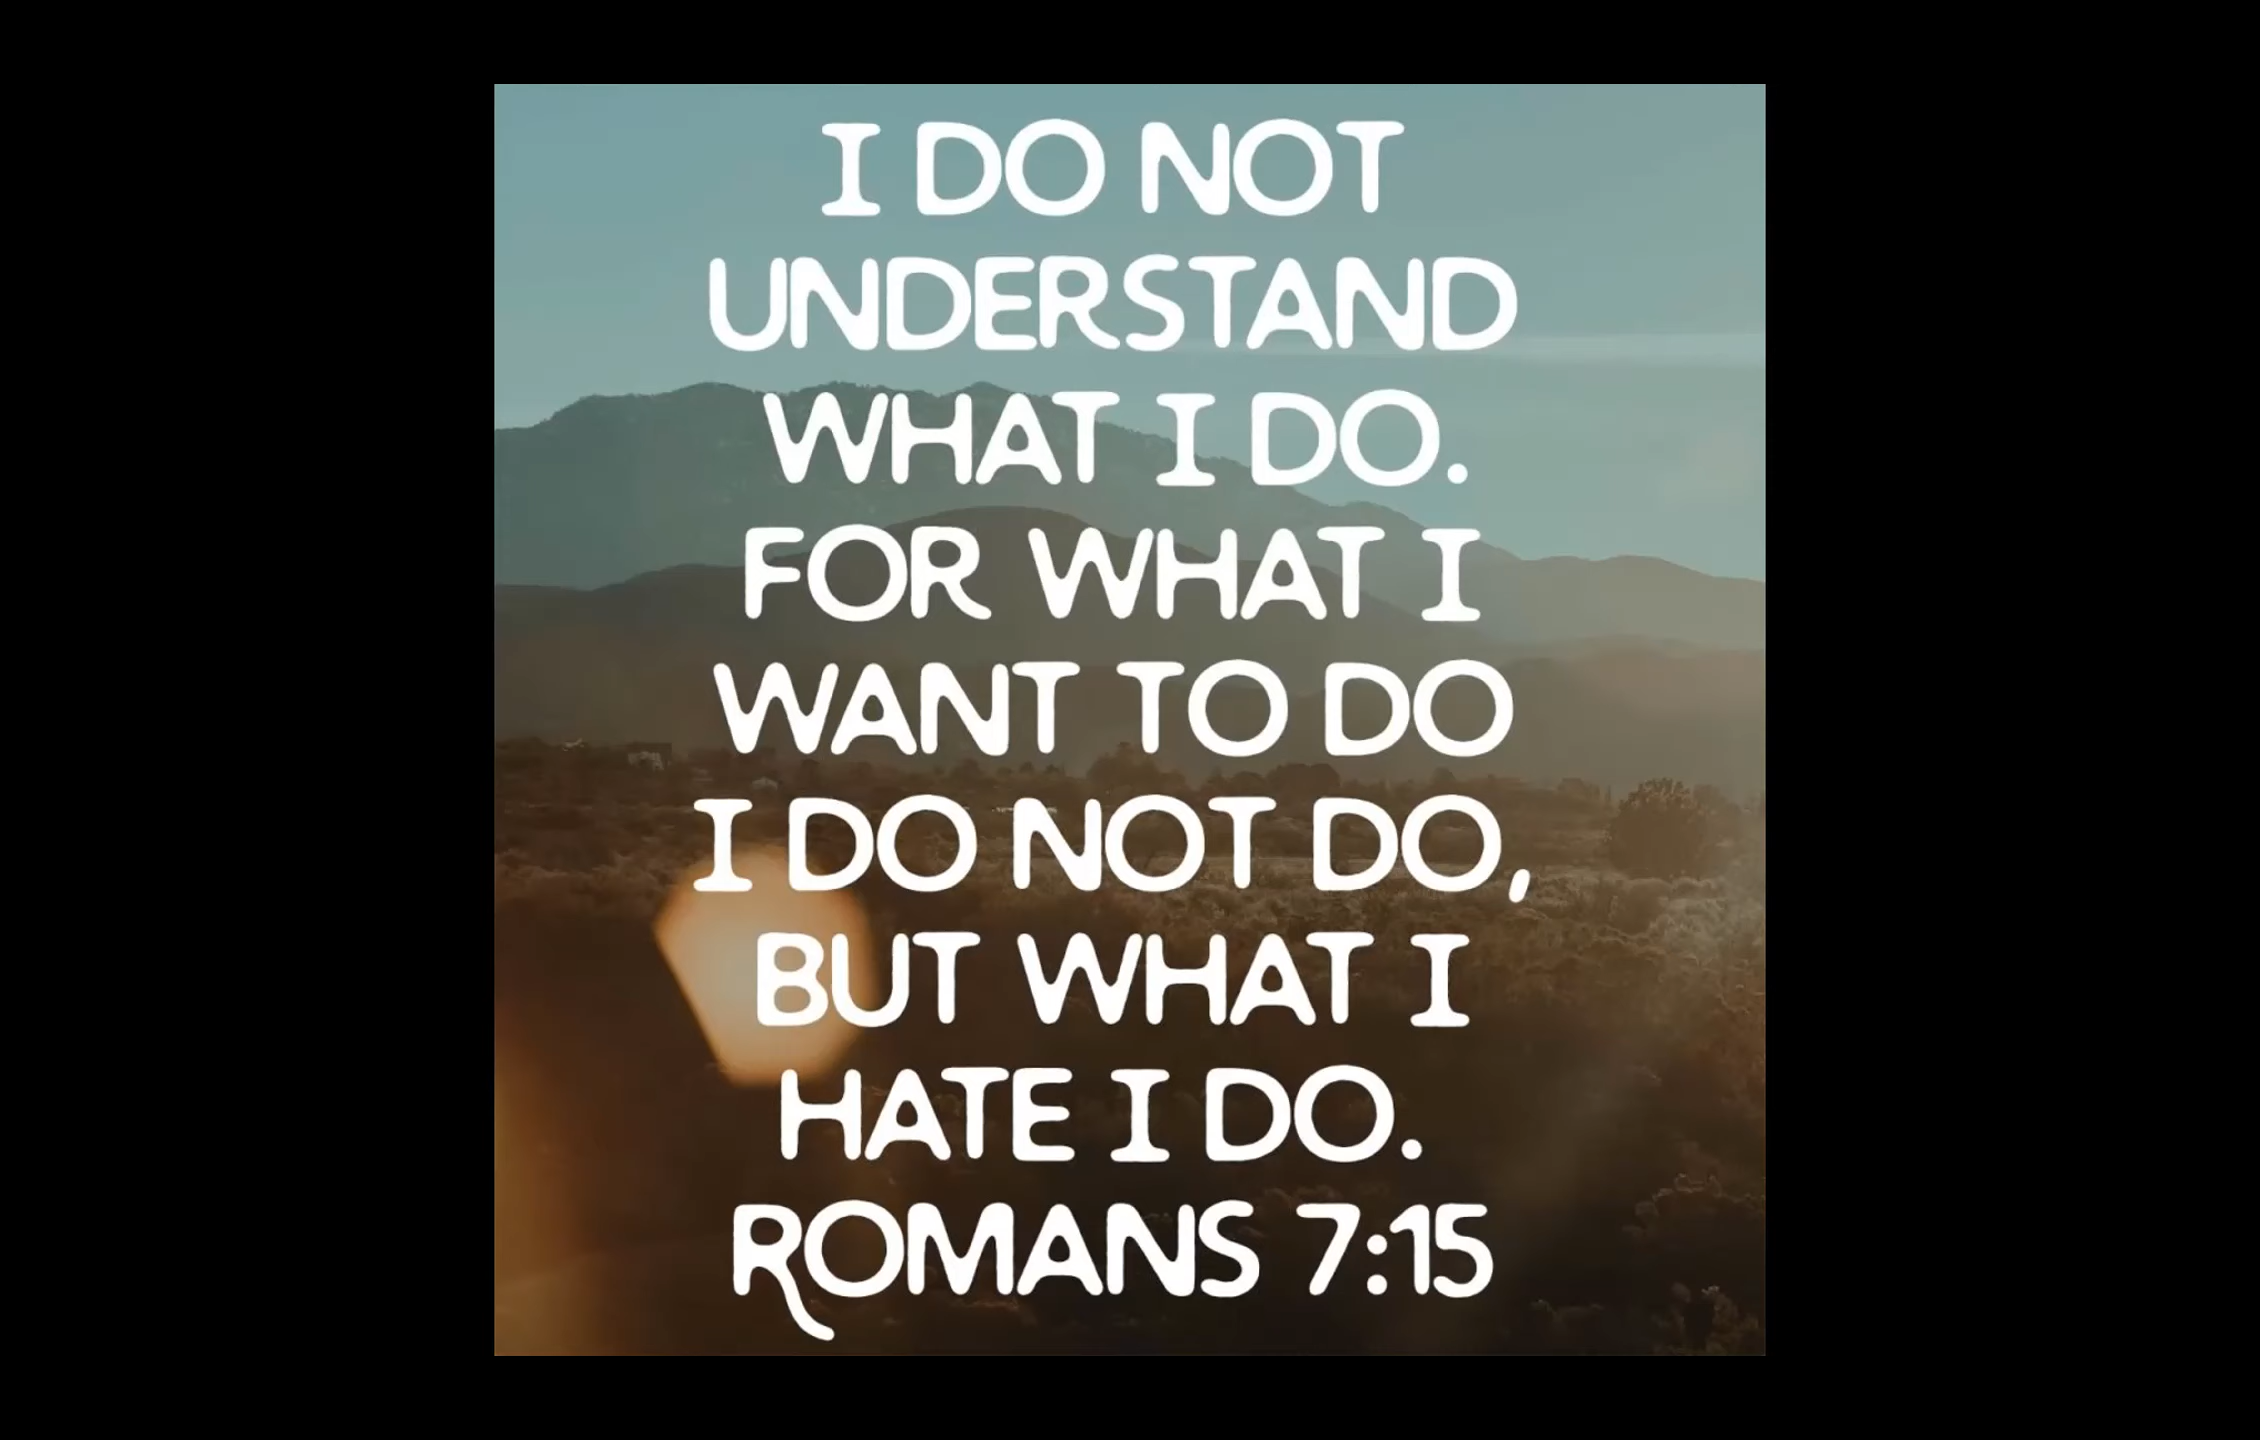 I DO NOT
UNDERSTAND
WHAT I DO.
FOR WHAT I
WANT TO DO
I DO NOT DO,
BUT WHAT I
HATE I DO.
ROMANS 7:15